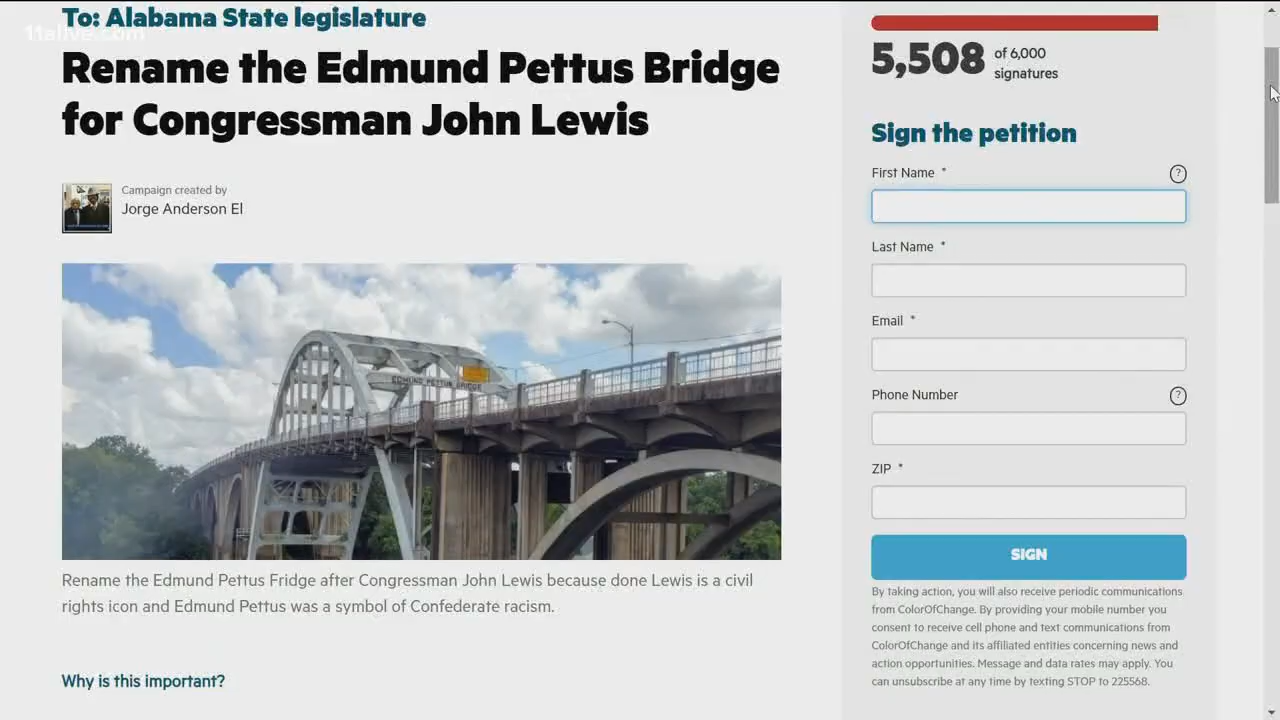 To: Alabama State legislature
11alive.com
Rename the Edmund Pettus Bridge
for Congressman John Lewis
Campaign created by
Jorge Anderson El
EDMUND PETTUS BRIDGE
Rename the Edmund Pettus Fridge after Congressman John Lewis because done Lewis is a civil
rights icon and Edmund Pettus was a symbol of Confederate racism.
Why is this important?
5,508 of 6,000
signatures
Sign the petition
First Name *
?
Last Name *
Email *
Phone Number
?
ZIP *
SIGN
By taking action, you will also receive periodic communications
from ColorOfChange. By providing your mobile number you
consent to receive cell phone and text communications from
ColorOfChange and its affiliated entities concerning news and
action opportunities. Message and data rates may apply. You
can unsubscribe at any time by texting STOP to 225568.